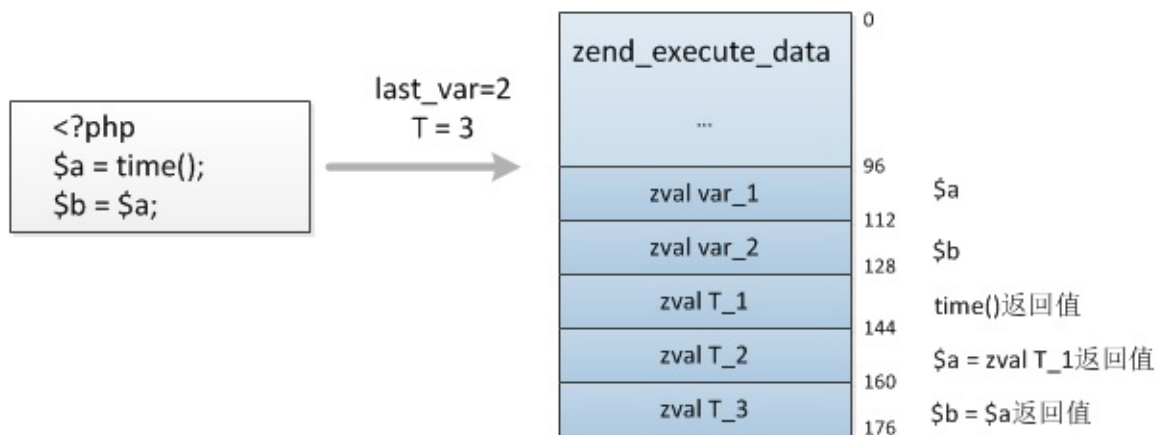 <?php
$a = time();
$b = $a;
last_var=2
T = 3
zend_execute_data
...
0
96
zval var_1
$a
112
zval var_2
$b
128
zval T_1
time()返回值
144
zval T_2
$a = zval T_1返回值
160
zval T_3
$b = $a返回值
176